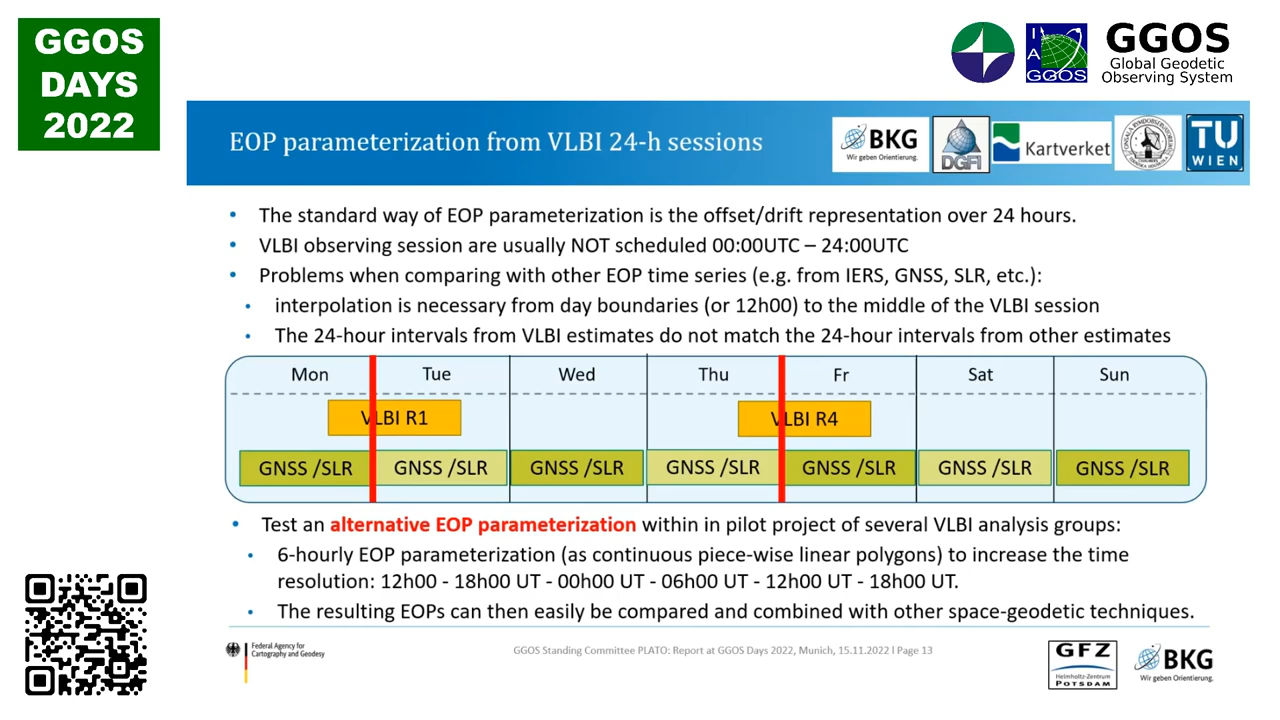 GGOS
DAYS
2022
I
A
GGOS
GGOS
Global Geodetic
Observing System
EOP parameterization from VLBI 24-h sessions
BKG
Wir geben Orientierung.
DGFI
Kartverket
TU
WIEN
• The standard way of EOP parameterization is the offset/drift representation over 24 hours.
• VLBI observing session are usually NOT scheduled 00:00UTC – 24:00UTC
• Problems when comparing with other EOP time series (e.g. from IERS, GNSS, SLR, etc.):
• interpolation is necessary from day boundaries (or 12h00) to the middle of the VLBI session
• The 24-hour intervals from VLBI estimates do not match the 24-hour intervals from other estimates
Mon Tue Wed Thu Fr Sat Sun
VLBI R1 VLBI R4
GNSS /SLR GNSS /SLR GNSS /SLR GNSS /SLR GNSS /SLR GNSS /SLR GNSS /SLR
• Test an alternative EOP parameterization within in pilot project of several VLBI analysis groups:
• 6-hourly EOP parameterization (as continuous piece-wise linear polygons) to increase the time
resolution: 12h00 - 18h00 UT - 00h00 UT - 06h00 UT - 12h00 UT - 18h00 UT.
• The resulting EOPs can then easily be compared and combined with other space-geodetic techniques.
Federal Agency for
Cartography and Geodesy
GGOS Standing Committee PLATO: Report at GGOS Days 2022, Munich, 15.11.2022 I Page 13
GFZ
Helmholtz-Zentrum
POTSDAM
BKG
Wir geben Orientierung.